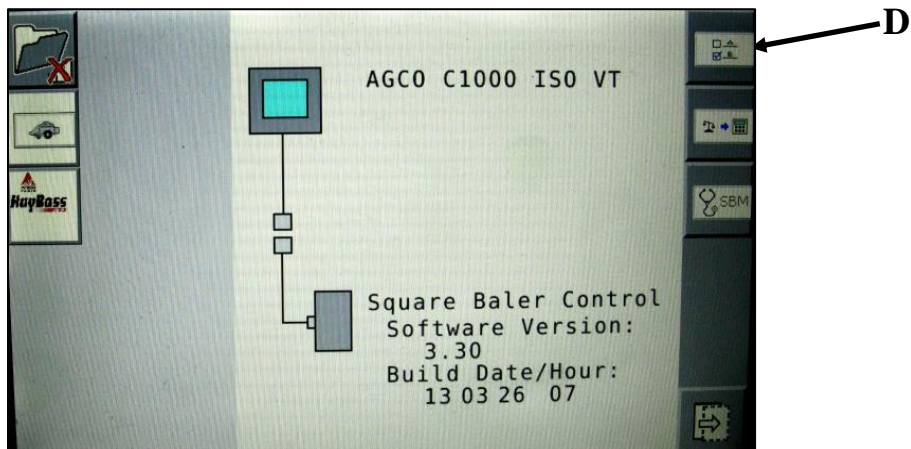 D
AGCO C1000 ISO VT
SBM
HayBoss
Square Baler Control
Software Version:
3.30
Build Date/Hour:
13 03 26 07